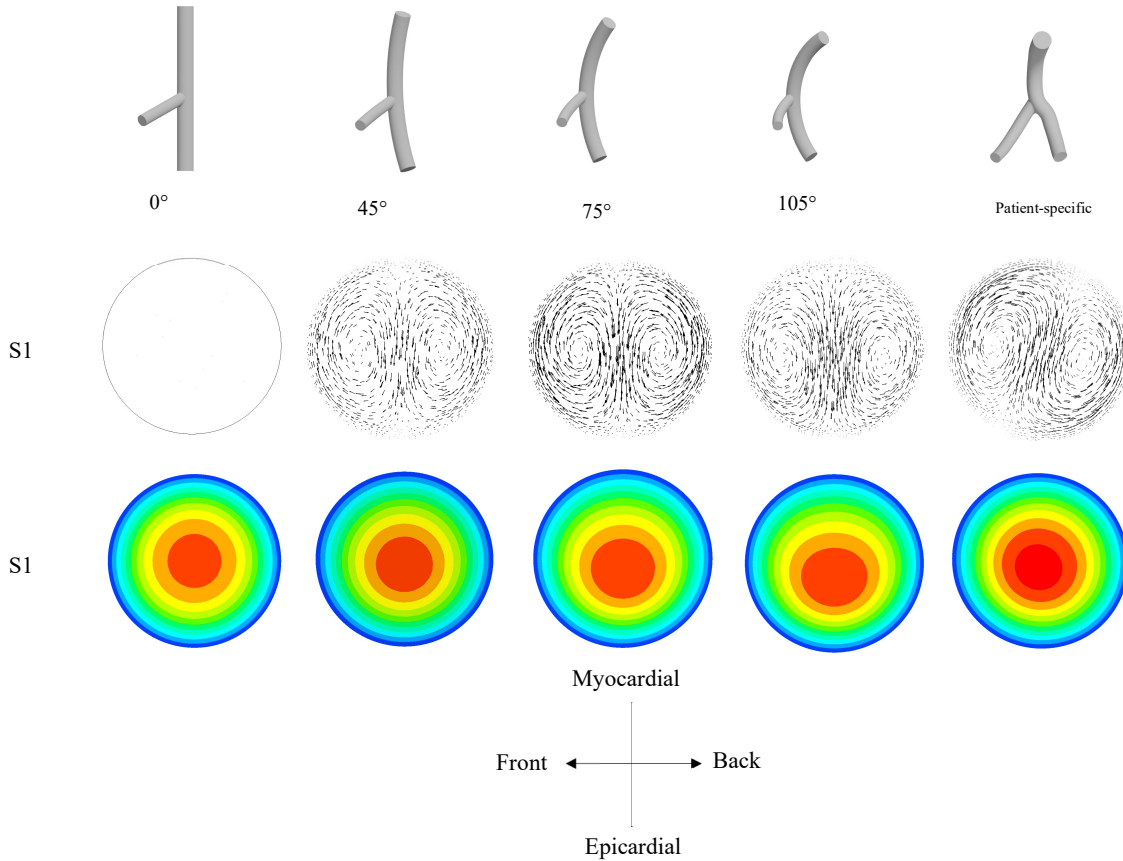 0°
45°
75°
105°
Patient-specific
S1
S1
Myocardial
Front
Back
Epicardial